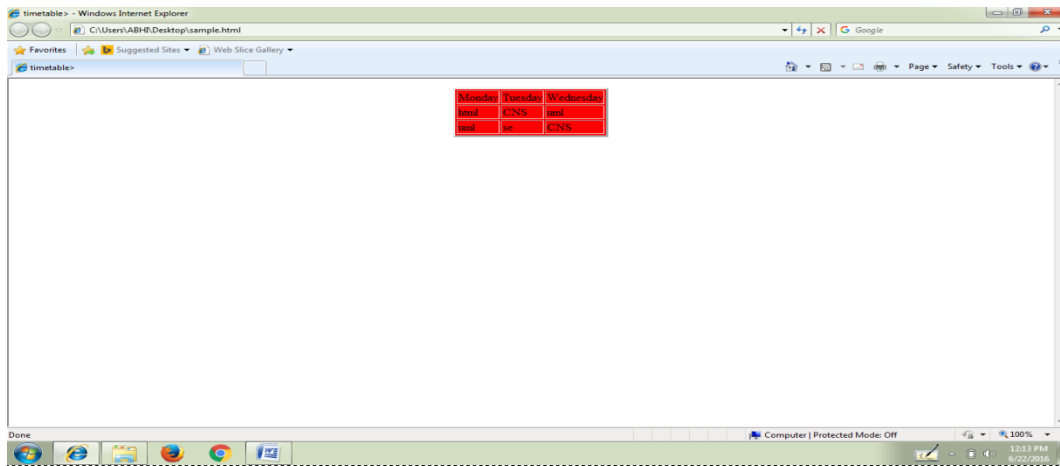 timetable> - Windows Internet Explorer
C:\Users\ABHI\Desktop\sample.html
Google
Favorites Suggested Sites Web Slice Gallery
timetable> Page Safety Tools
Monday Tuesday Wednesday
html CNS uml
uml se CNS
Done Computer | Protected Mode: Off 100%
12:13 PM
6/22/2016